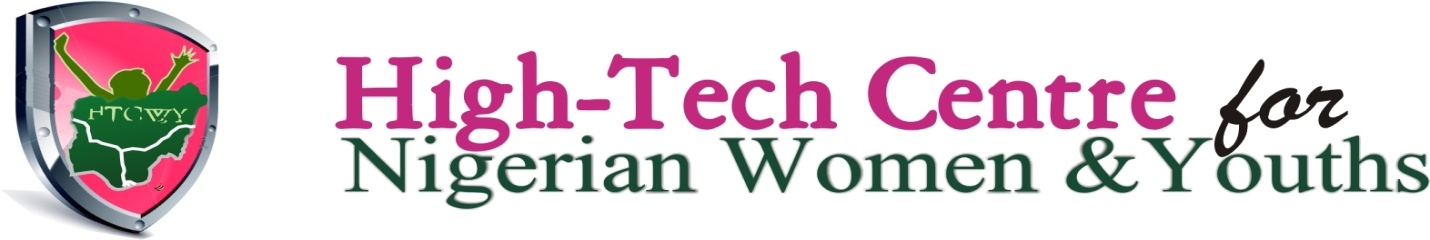 HTCWY
High-Tech Centre for
Nigerian Women & Youths